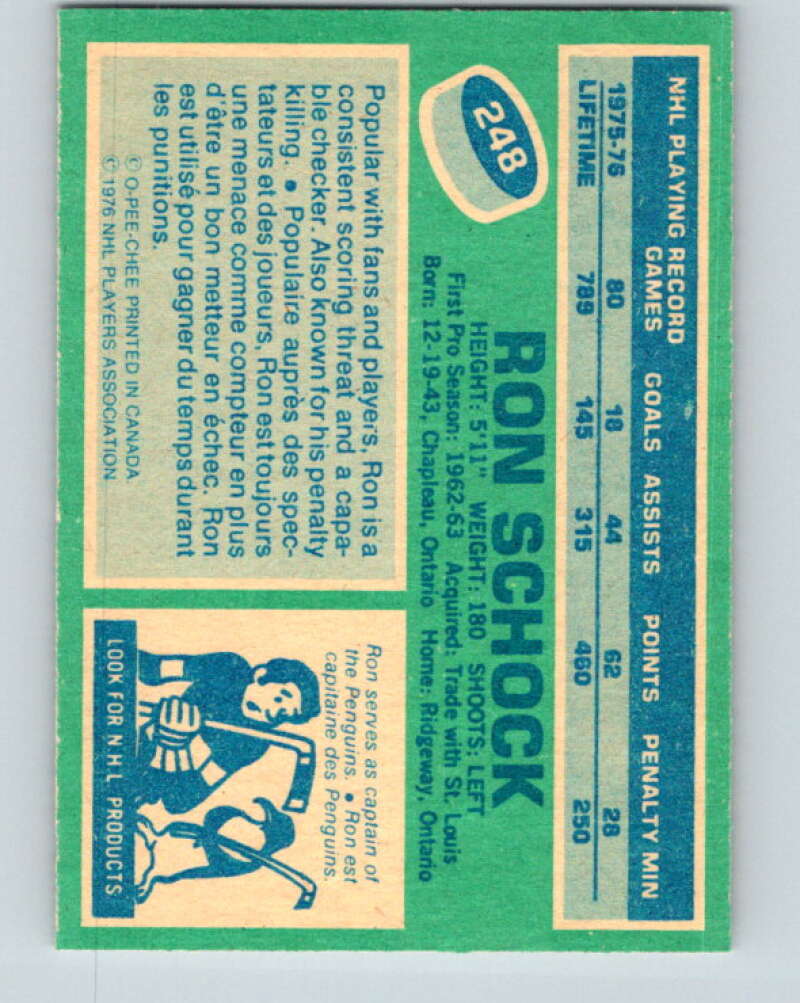 NHL PLAYING RECORD
GAMES GOALS ASSISTS POINTS PENALTY MIN
1975-76 80 18 44 62 28
LIFETIME 789 145 315 460 250
248
RON SCHOCK
HEIGHT: 5'11" WEIGHT: 180 SHOOTS: LEFT
First Pro Season: 1962-63 Acquired: Trade with St. Louis
Born: 12-19-43, Chapleau, Ontario Home: Ridgeway, Ontario
Popular with fans and players, Ron is a
consistent scoring threat and a capa-
ble checker. Also known for his penalty
killing. • Populaire auprès des spec-
tateurs et des joueurs, Ron est toujours
une menace comme compteur en plus
d'être un bon metteur en échec. Ron
est utilisé pour gagner du temps durant
les punitions.
© O-PEE-CHEE PRINTED IN CANADA
© 1976 NHL PLAYERS ASSOCIATION
Ron serves as captain of
the Penguins. • Ron est
capitaine des Penguins.
LOOK FOR NHL PRODUCTS